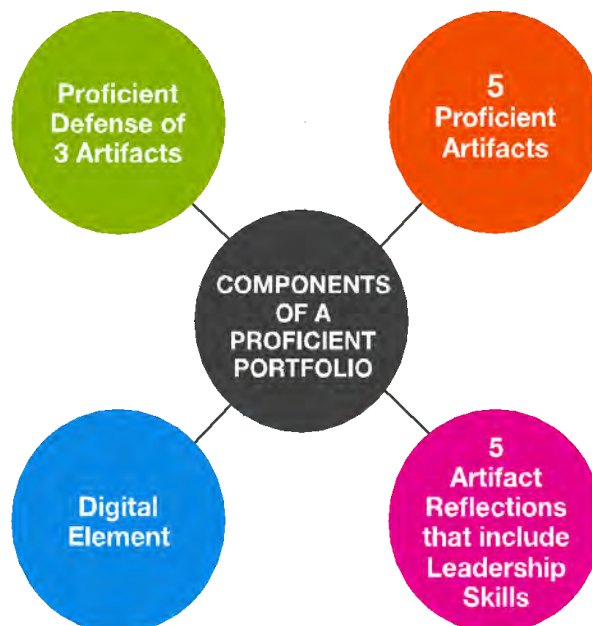 Proficient
Defense of
3 Artifacts
5
Proficient
Artifacts
COMPONENTS
OF A
PROFICIENT
PORTFOLIO
Digital
Element
5
Artifact
Reflections
that include
Leadership
Skills